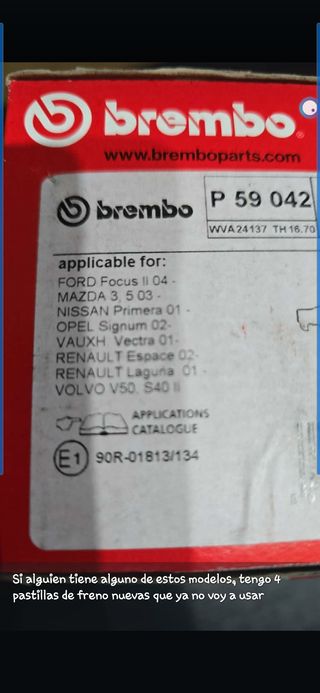 brembo
www.bremboparts.com
brembo
P 59 042
WVA 24137 TH 16.70
applicable for:
FORD Focus II 04 -
MAZDA 3, 5 03 -
NISSAN Primera 01 -
OPEL Signum 02-
VAUXH. Vectra 01-
RENAULT Espace 02-
RENAULT Laguna 01 -
VOLVO V50, S40 II
APPLICATIONS
CATALOGUE
E1 90R-01813/134
Si alguien tiene alguno de estos modelos, tengo 4
pastillas de freno nuevas que ya no voy a usar